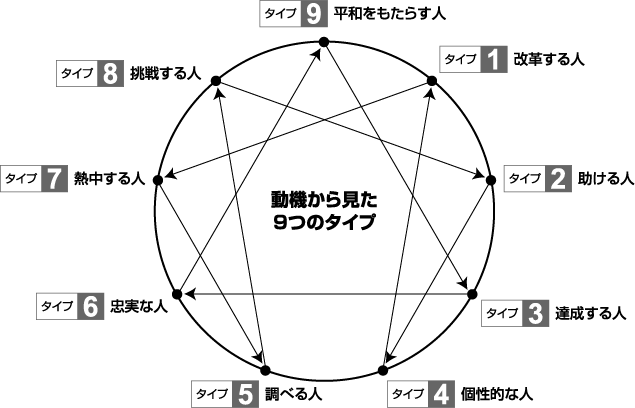 タイプ 9 平和をもたらす人
タイプ 8 挑戦する人
タイプ 1 改革する人
タイプ 7 熱中する人
タイプ 2 助ける人
動機から見た
9つのタイプ
タイプ 6 忠実な人
タイプ 3 達成する人
タイプ 5 調べる人
タイプ 4 個性的な人